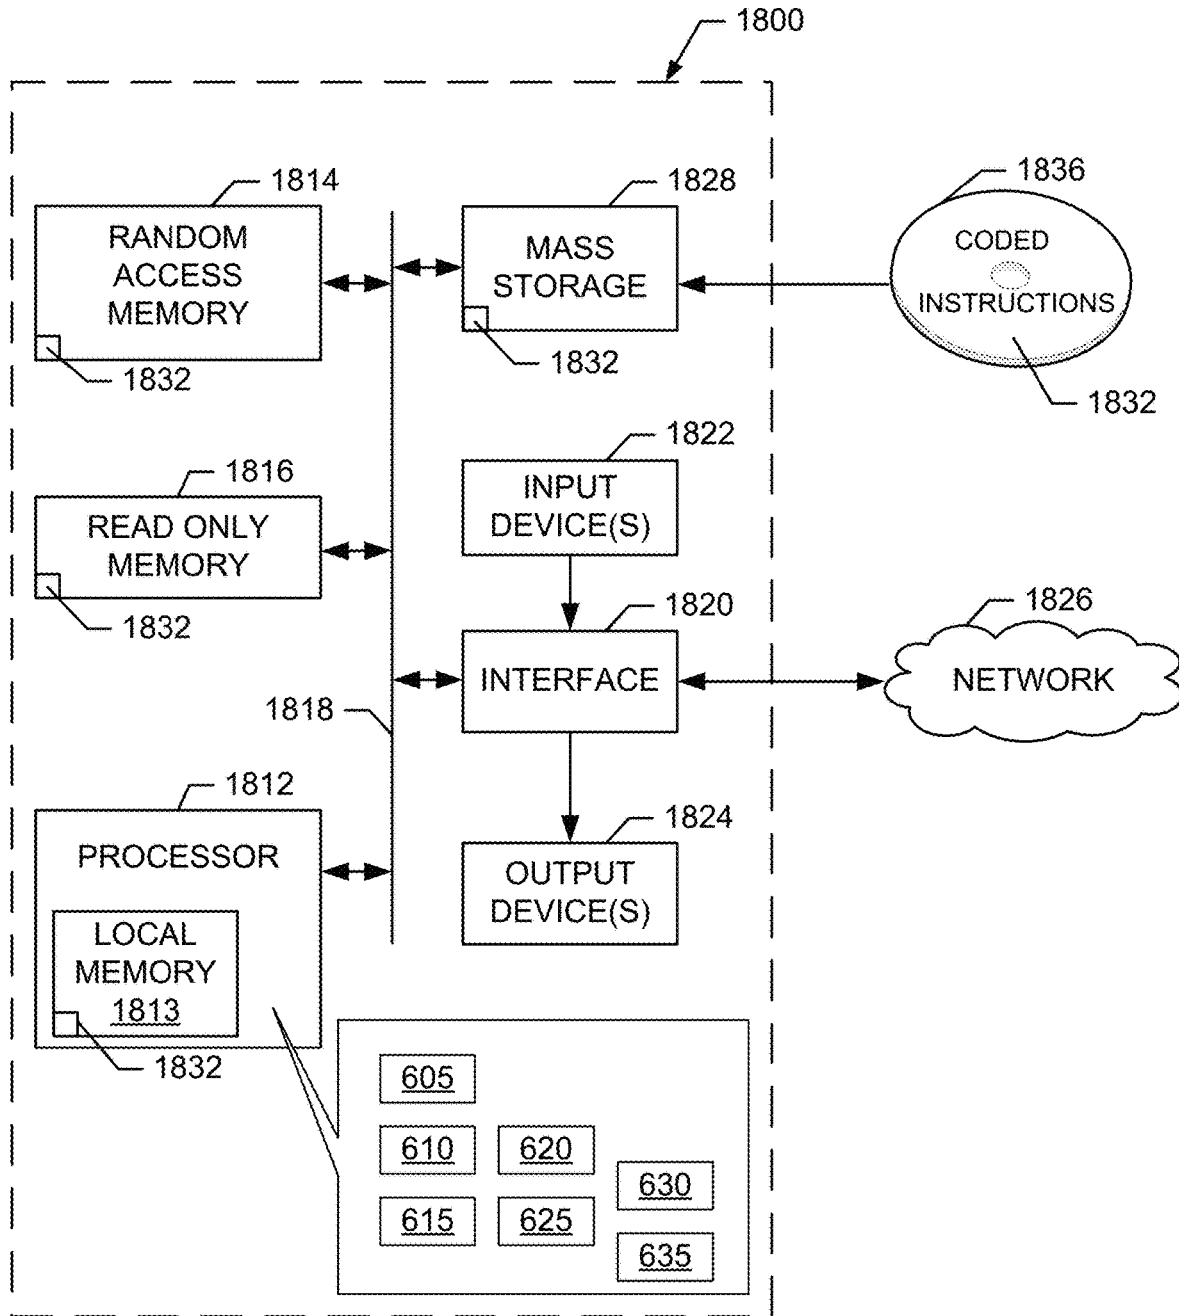 1800
1814
RANDOM
ACCESS
MEMORY
1832
1828
MASS
STORAGE
1832
1836
CODED
INSTRUCTIONS
1832
1816
READ ONLY
MEMORY
1832
1822
INPUT
DEVICE(S)
1820
INTERFACE
1826
NETWORK
1818
1812
PROCESSOR
LOCAL
MEMORY
1813
1832
1824
OUTPUT
DEVICE(S)
605
610
620
630
615
625
635